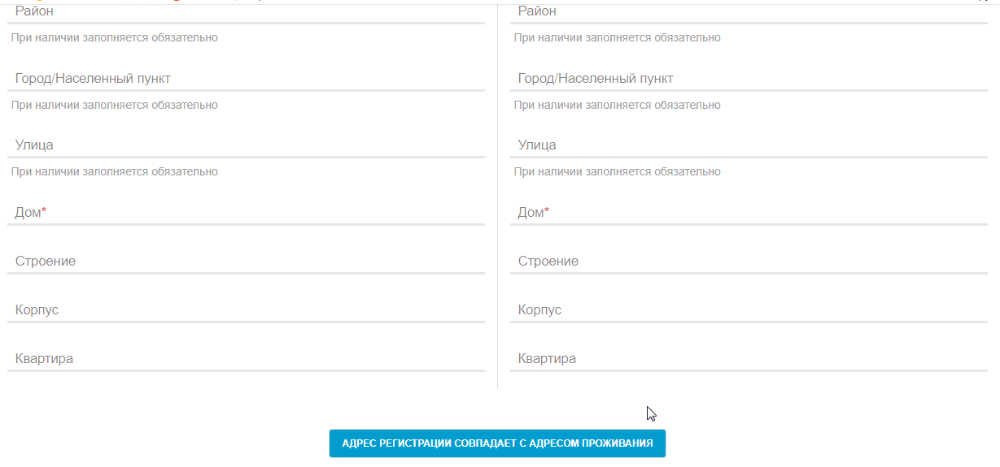 Район
При наличии заполняется обязательно
Город/Населенный пункт
При наличии заполняется обязательно
Улица
При наличии заполняется обязательно
Дом*
Строение
Корпус
Квартира
Район
При наличии заполняется обязательно
Город/Населенный пункт
При наличии заполняется обязательно
Улица
При наличии заполняется обязательно
Дом*
Строение
Корпус
Квартира
АДРЕС РЕГИСТРАЦИИ СОВПАДАЕТ С АДРЕСОМ ПРОЖИВАНИЯ